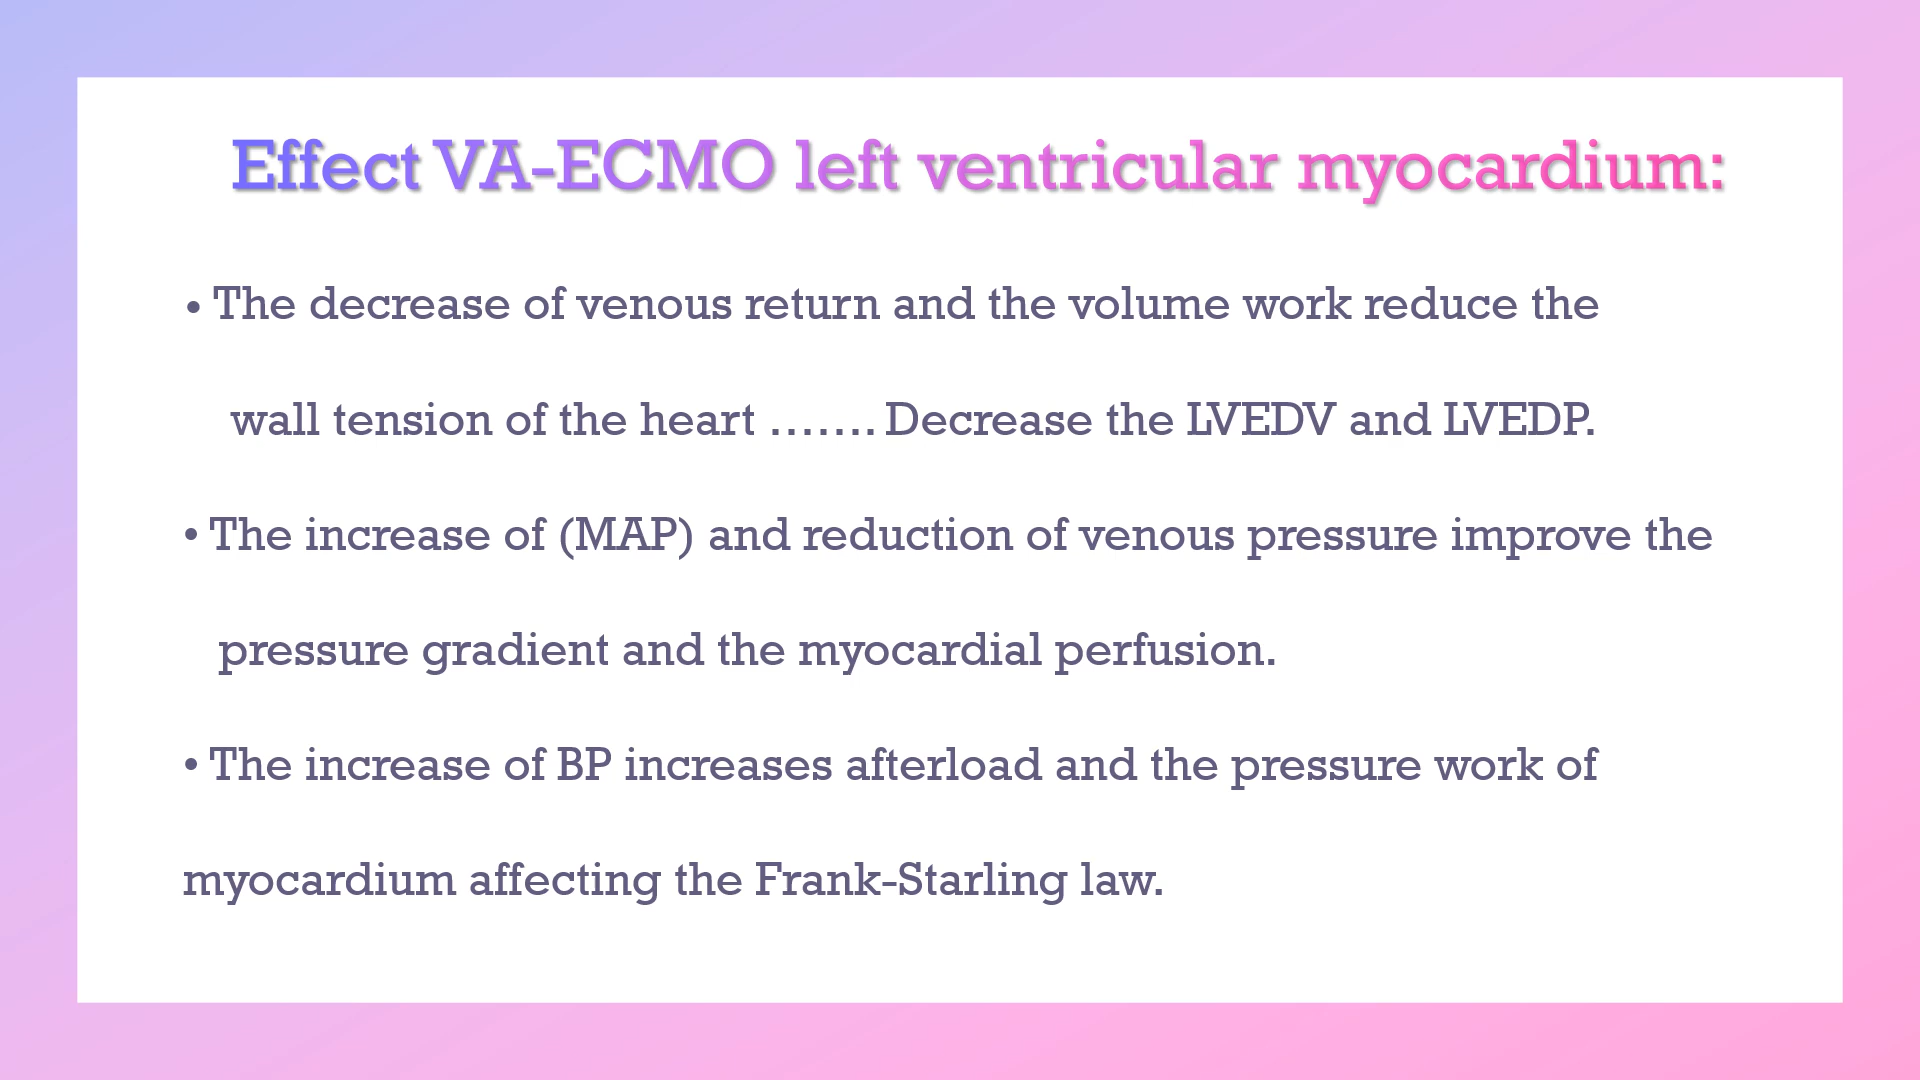 Effect VA-ECMO left ventricular myocardium:
• The decrease of venous return and the volume work reduce the
wall tension of the heart ....... Decrease the LVEDV and LVEDP.
• The increase of (MAP) and reduction of venous pressure improve the
pressure gradient and the myocardial perfusion.
• The increase of BP increases afterload and the pressure work of
myocardium affecting the Frank-Starling law.